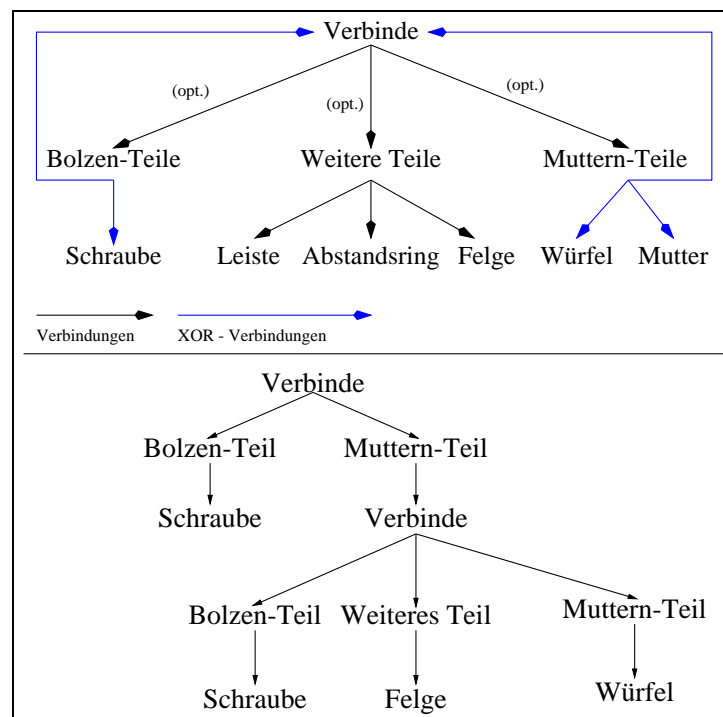 Verbinde
(opt.) (opt.) (opt.)
Bolzen-Teile Weitere Teile Muttern-Teile
Schraube Leiste Abstandsring Felge Würfel Mutter
Verbindungen XOR - Verbindungen
Verbinde
Bolzen-Teil Muttern-Teil
Schraube Verbinde
Bolzen-Teil Weiteres Teil Muttern-Teil
Schraube Felge Würfel